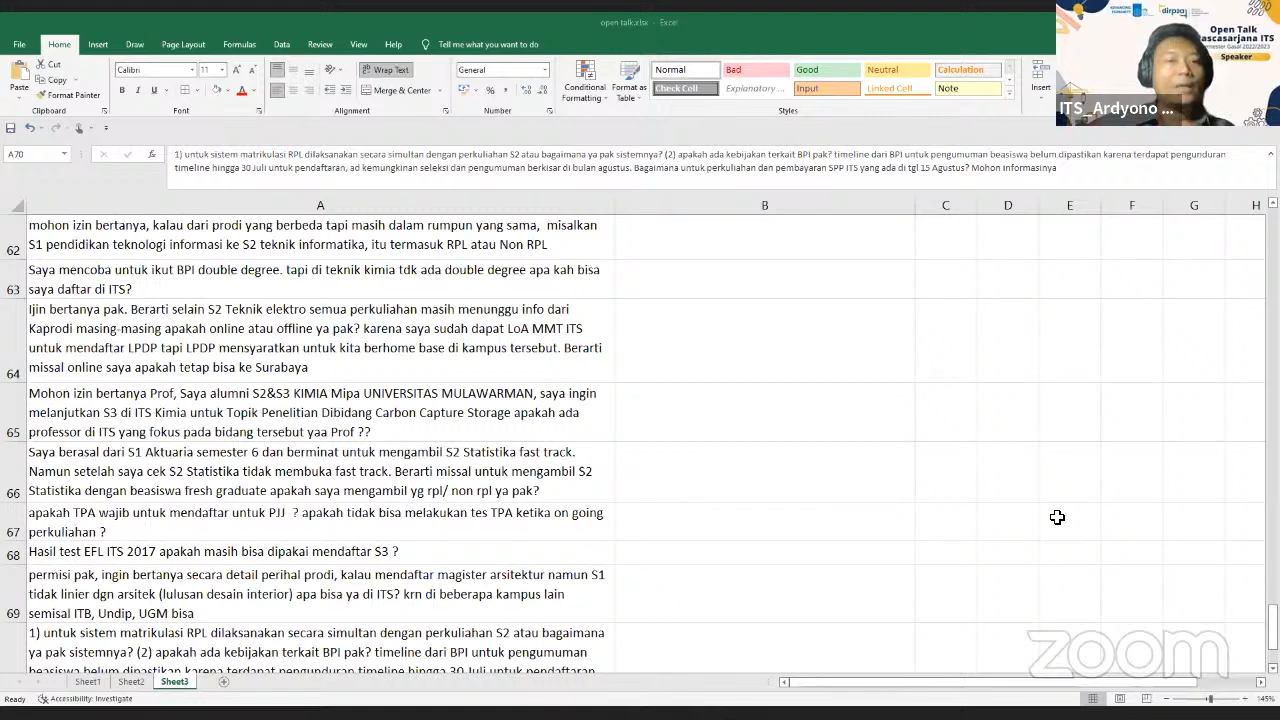 open talk.xlsx - Excel
File Home Insert Draw Page Layout Formulas Data Review View Help Tell me what you want to do
Paste
Cut
Copy
Format Painter
Clipboard
Calibri 11
B I U
Font
Wrap Text
Merge & Center
Alignment
General
Number
Conditional Formatting
Format as Table
Normal Bad Good Neutral Calculation
Check Cell Explanatory ... Input Linked Cell Note
Styles
Insert
Open Talk
Pascasarjana ITS
Semester Gasal 2022/2023
Speaker
ITS_Ardyono ...
A70
1) untuk sistem matrikulasi RPL dilaksanakan secara simultan dengan perkuliahan S2 atau bagaimana ya pak sistemnya? (2) apakah ada kebijakan terkait BPI pak? timeline dari BPI untuk pengumuman beasiswa belum dipastikan karena terdapat pengunduran
timeline hingga 30 Juli untuk pendaftaran, ad kemungkinan seleksi dan pengumuman berkisar di bulan agustus. Bagaimana untuk perkuliahan dan pembayaran SPP ITS yang ada di tgl 15 Agustus? Mohon informasinya
A B C D E F G H
mohon izin bertanya, kalau dari prodi yang berbeda tapi masih dalam rumpun yang sama, misalkan
62 S1 pendidikan teknologi informasi ke S2 teknik informatika, itu termasuk RPL atau Non RPL
Saya mencoba untuk ikut BPI double degree. tapi di teknik kimia tdk ada double degree apa kah bisa
63 saya daftar di ITS?
Ijin bertanya pak. Berarti selain S2 Teknik elektro semua perkuliahan masih menunggu info dari
Kaprodi masing-masing apakah online atau offline ya pak? karena saya sudah dapat LoA MMT ITS
untuk mendaftar LPDP tapi LPDP mensyaratkan untuk kita berhome base di kampus tersebut. Berarti
64 missal online saya apakah tetap bisa ke Surabaya
Mohon izin bertanya Prof, Saya alumni S2&S3 KIMIA Mipa UNIVERSITAS MULAWARMAN, saya ingin
melanjutkan S3 di ITS Kimia untuk Topik Penelitian Dibidang Carbon Capture Storage apakah ada
65 professor di ITS yang fokus pada bidang tersebut yaa Prof ??
Saya berasal dari S1 Aktuaria semester 6 dan berminat untuk mengambil S2 Statistika fast track.
Namun setelah saya cek S2 Statistika tidak membuka fast track. Berarti missal untuk mengambil S2
66 Statistika dengan beasiswa fresh graduate apakah saya mengambil yg rpl/ non rpl ya pak?
apakah TPA wajib untuk mendaftar untuk PJJ ? apakah tidak bisa melakukan tes TPA ketika on going
67 perkuliahan ?
68 Hasil test EFL ITS 2017 apakah masih bisa dipakai mendaftar S3 ?
permisi pak, ingin bertanya secara detail perihal prodi, kalau mendaftar magister arsitektur namun S1
tidak linier dgn arsitek (lulusan desain interior) apa bisa ya di ITS? krn di beberapa kampus lain
69 semisal ITB, Undip, UGM bisa
1) untuk sistem matrikulasi RPL dilaksanakan secara simultan dengan perkuliahan S2 atau bagaimana
ya pak sistemnya? (2) apakah ada kebijakan terkait BPI pak? timeline dari BPI untuk pengumuman
beasiswa belum dipastikan karena terdapat pengunduran timeline hingga 30 Juli untuk pendaftaran
zoom
Sheet1 Sheet2 Sheet3
Ready Accessibility: Investigate 145%